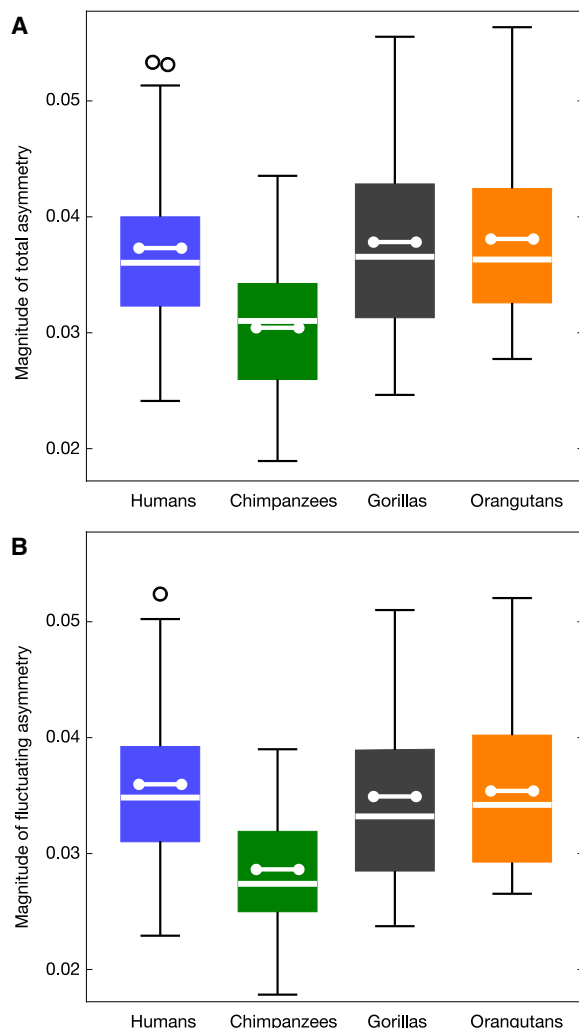 A
Magnitude of total asymmetry
0.05
0.04
0.03
0.02
Humans Chimpanzees Gorillas Orangutans
B
Magnitude of fluctuating asymmetry
0.05
0.04
0.03
0.02
Humans Chimpanzees Gorillas Orangutans